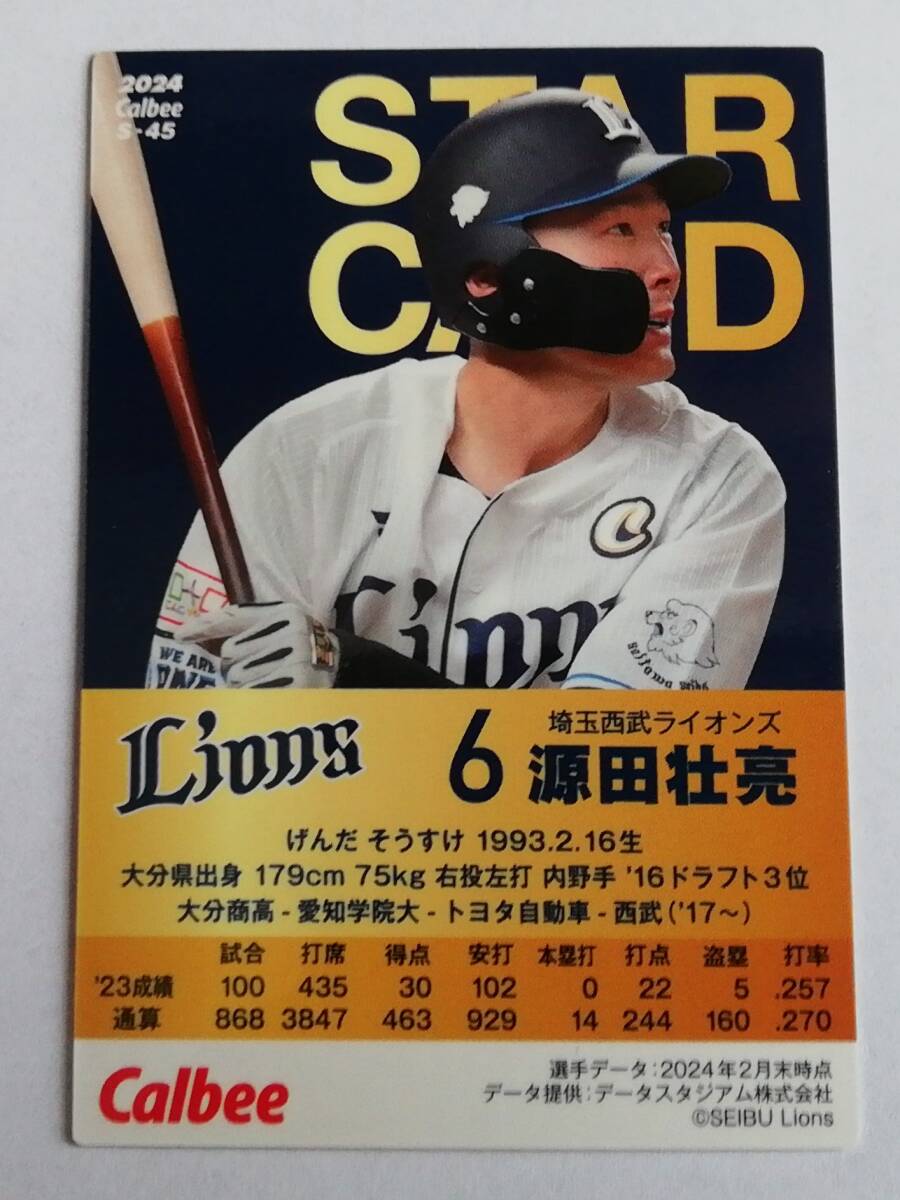 2024
Calbee
S-45
STAR
CARD
L
C
Lions
WE ARE
Seitama
Lions
6
埼玉西武ライオンズ
源田壮亮
げんだ そうすけ 1993.2.16生
大分県出身 179cm 75kg 右投左打 内野手 '16ドラフト3位
大分商高-愛知学院大-トヨタ自動車-西武('17~)
試合 打席 得点 安打 本塁打 打点 盗塁 打率
'23成績 100 435 30 102 0 22 5 .257
通算 868 3847 463 929 14 244 160 .270
Calbee
選手データ:2024年2月末時点
データ提供:データスタジアム株式会社
©SEIBU Lions